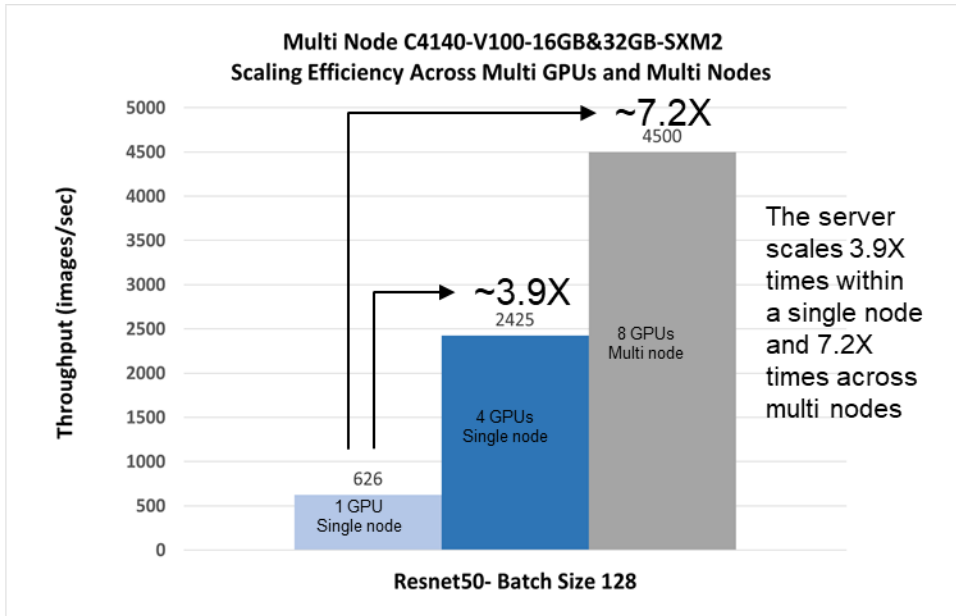 Multi Node C4140-V100-16GB&32GB-SXM2
Scaling Efficiency Across Multi GPUs and Multi Nodes
Throughput (images/sec)
5000
4500
4000
3500
3000
2500
2000
1500
1000
500
0
~7.2X
4500
~3.9X
2425
626
8 GPUs
Multi node
4 GPUs
Single node
1 GPU
Single node
The server
scales 3.9X
times within
a single node
and 7.2X
times across
multi nodes
Resnet50- Batch Size 128